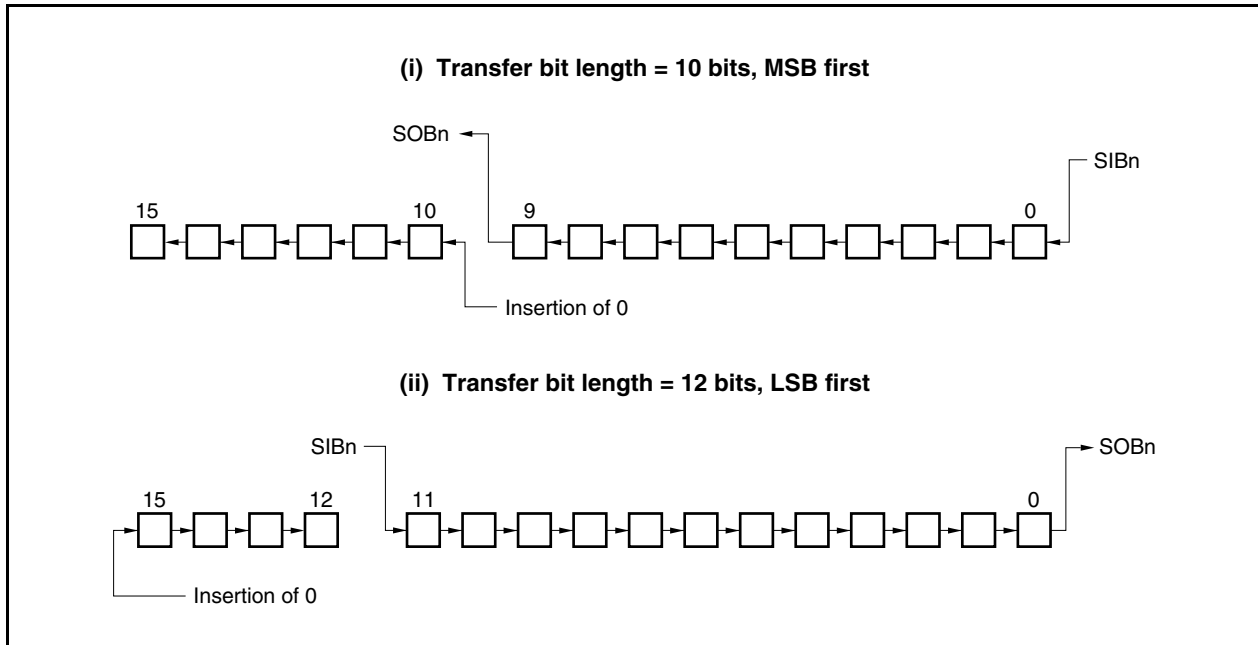 (i) Transfer bit length = 10 bits, MSB first
SOBn
SIBn
15
10
9
0
Insertion of 0
(ii) Transfer bit length = 12 bits, LSB first
SIBn
SOBn
15
12
11
0
Insertion of 0